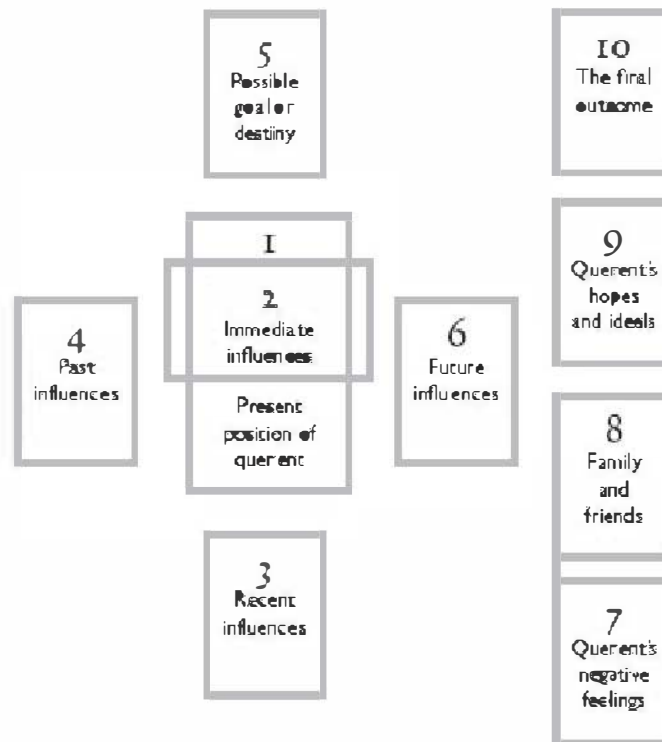 5
Possible
goal or
destiny
10
The final
outcome
1
2
Immediate
influences
Present
position of
querent
4
Past
influences
6
Future
influences
9
Querent's
hopes
and ideals
8
Family
and
friends
3
Recent
influences
7
Querent's
negative
feelings